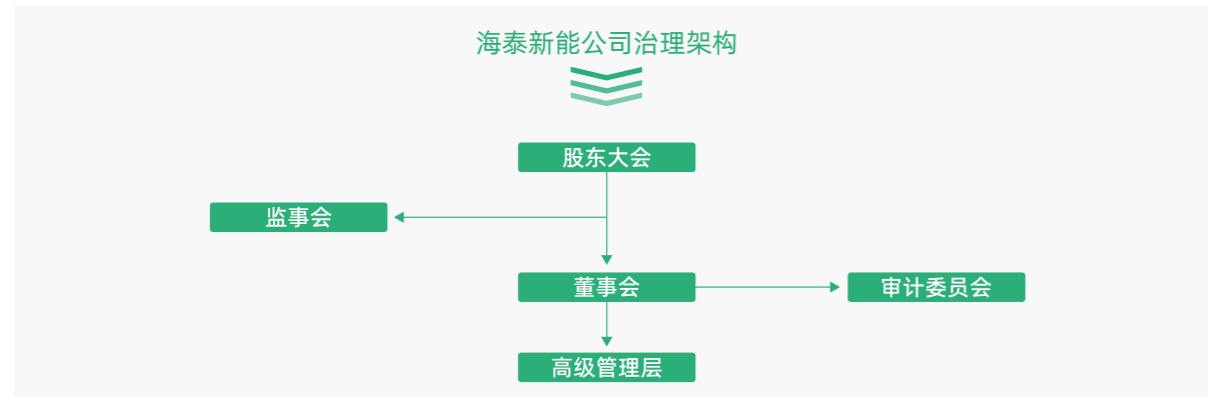 海泰新能公司治理架构
股东大会
监事会
董事会
审计委员会
高级管理层